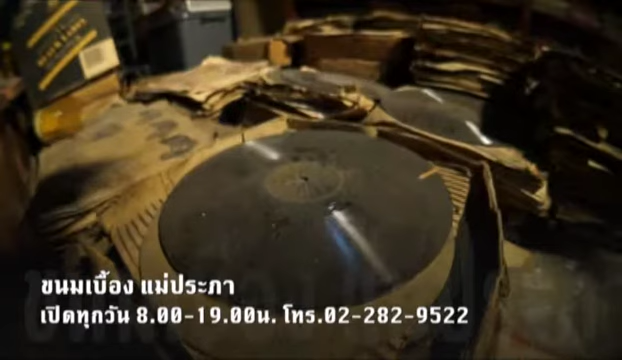 ขนมเบื้อง แม่ประภา
เปิดทุกวัน 8.00-19.00น. โทร.02-282-9522